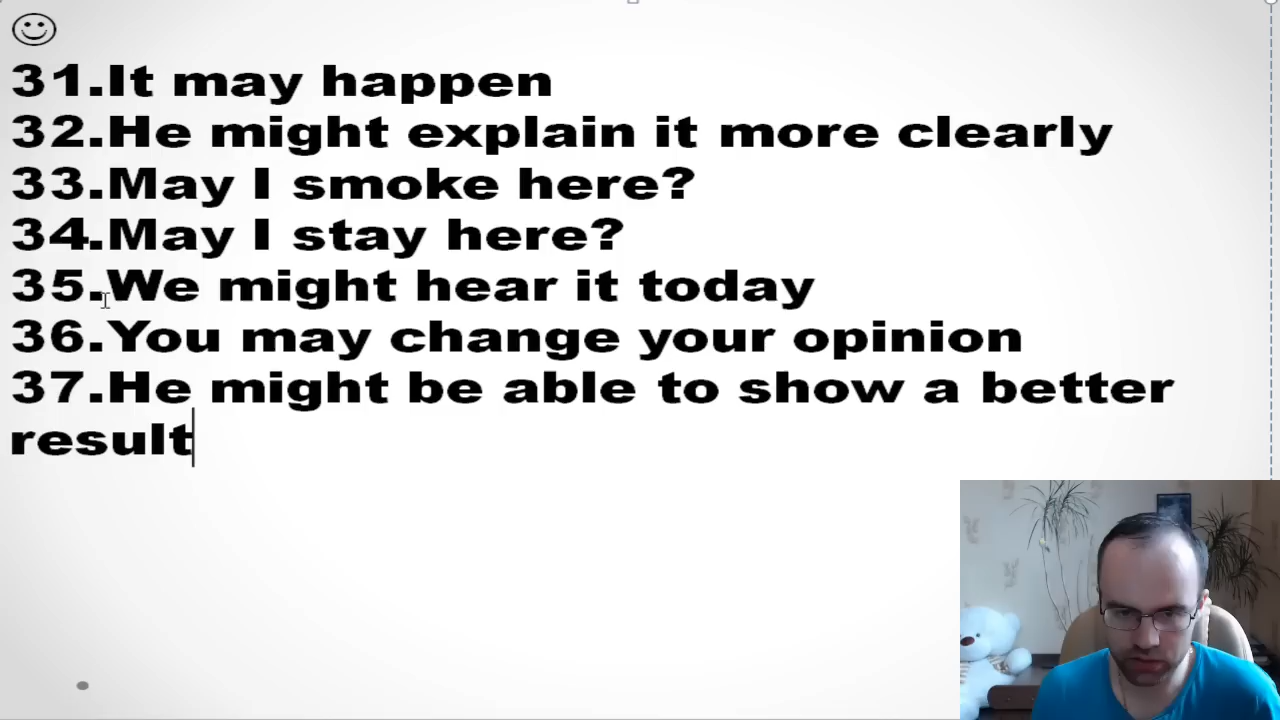 31.It may happen
32.He might explain it more clearly
33.May I smoke here?
34.May I stay here?
35.We might hear it today
36.You may change your opinion
37.He might be able to show a better
result